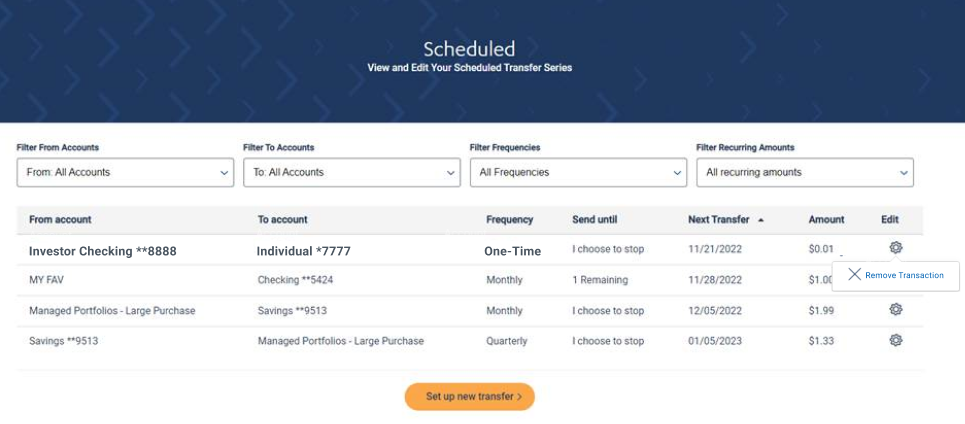 Scheduled
View and Edit Your Scheduled Transfer Series
Filter From Accounts Filter To Accounts Filter Frequencies Filter Recurring Amounts
From: All Accounts To: All Accounts All Frequencies All recurring amounts
From account To account Frequency Send until Next Transfer Amount Edit
Investor Checking **8888 Individual *7777 One-Time I choose to stop 11/21/2022 $0.01
Remove Transaction
MY FAV Checking **5424 Monthly 1 Remaining 11/28/2022 $1.00
Managed Portfolios - Large Purchase Savings **9513 Monthly I choose to stop 12/05/2022 $1.99
Savings **9513 Managed Portfolios - Large Purchase Quarterly I choose to stop 01/05/2023 $1.33
Set up new transfer